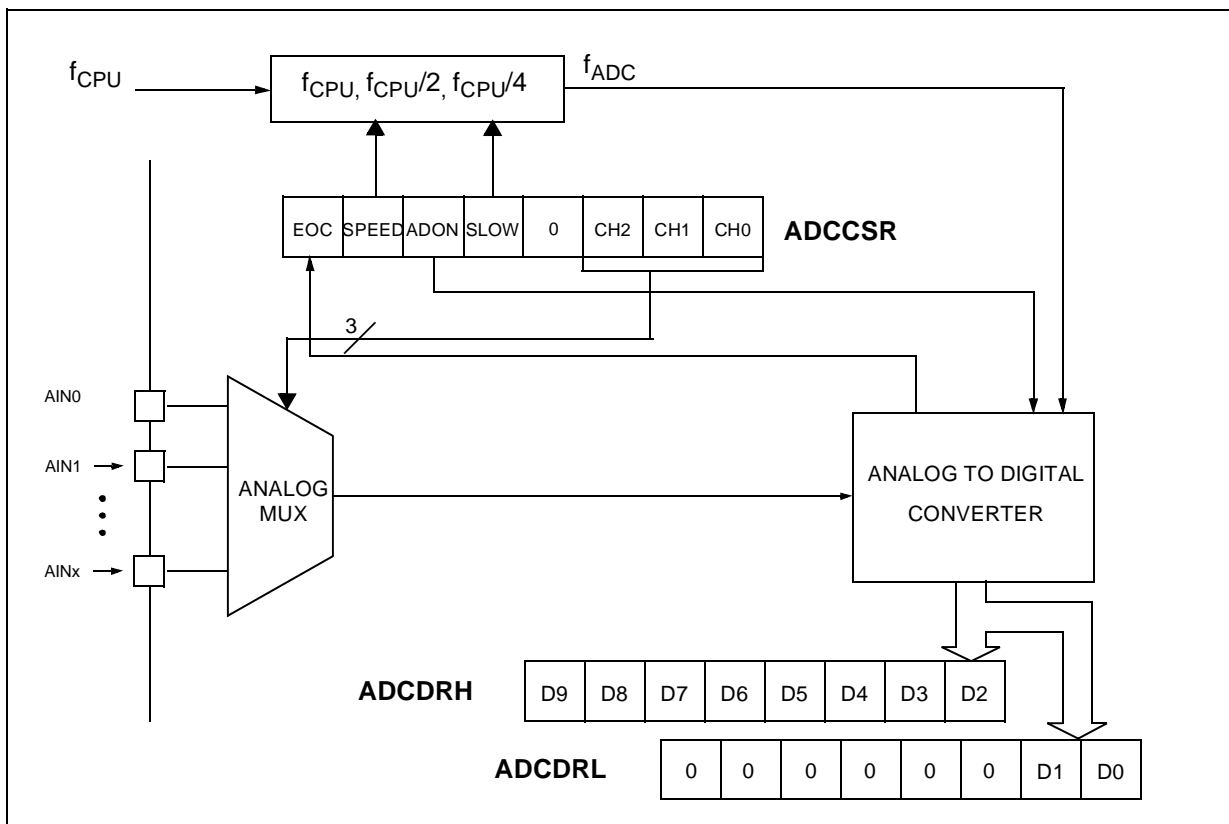 fCPU
fCPU, fCPU/2, fCPU/4
fADC
EOC SPEED ADON SLOW 0 CH2 CH1 CH0 ADCCSR
3
AIN0
AIN1
AINx
ANALOG
MUX
ANALOG TO DIGITAL
CONVERTER
ADCDRH D9 D8 D7 D6 D5 D4 D3 D2
ADCDRL 0 0 0 0 0 0 D1 D0